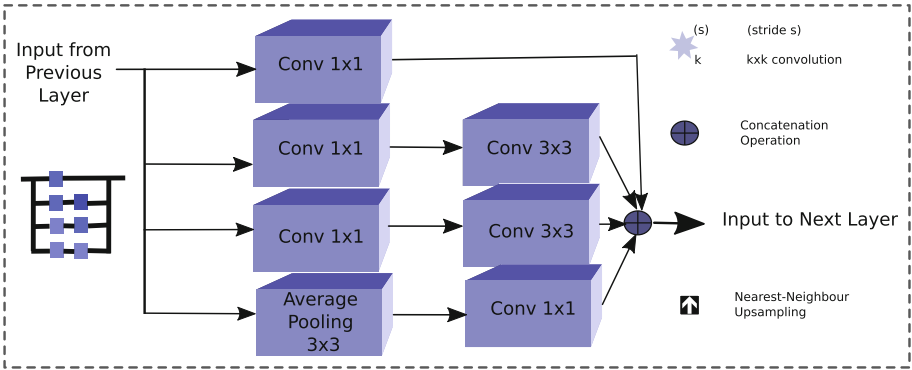 Input from
Previous
Layer
Conv 1x1
Conv 1x1
Conv 3x3
Conv 1x1
Conv 3x3
Average
Pooling
3x3
Conv 1x1
Input to Next Layer
(s) (stride s)
k kxk convolution
Concatenation
Operation
Nearest-Neighbour
Upsampling